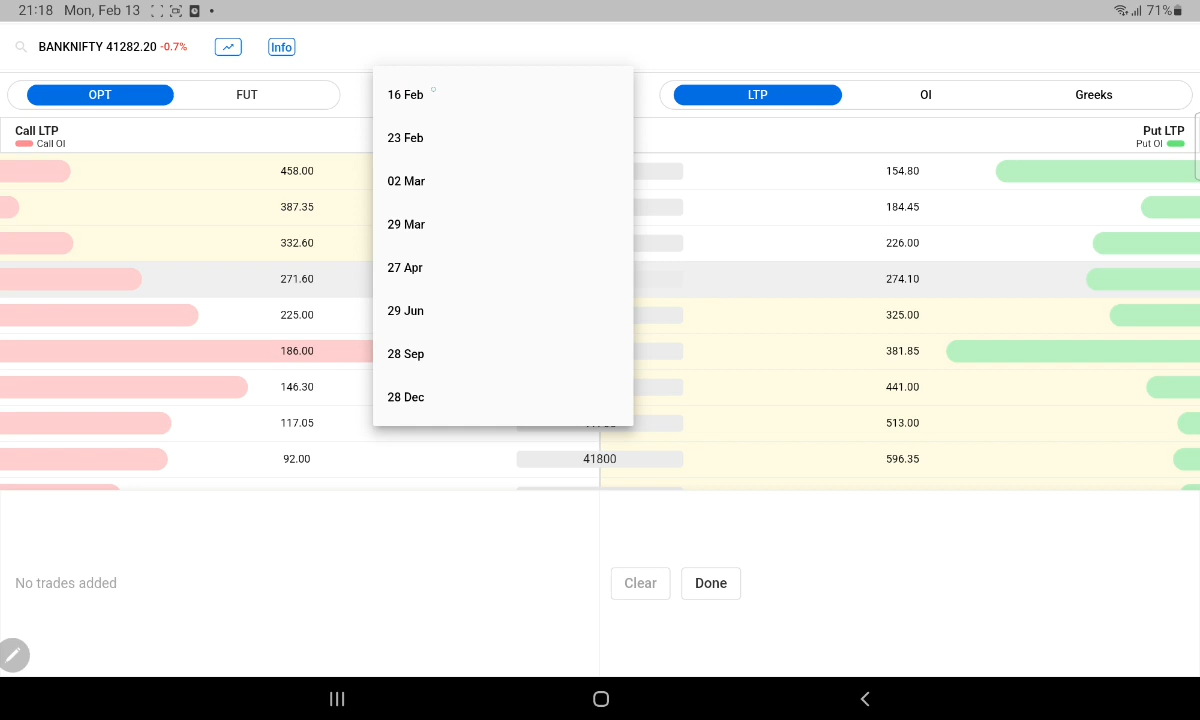 21:18 Mon, Feb 13 71%
BANKNIFTY 41282.20 -0.7% Info
OPT FUT LTP OI Greeks
Call LTP Put LTP
Call OI Put OI
16 Feb
23 Feb
02 Mar
29 Mar
27 Apr
29 Jun
28 Sep
28 Dec
458.00 154.80
387.35 184.45
332.60 226.00
271.60 274.10
225.00 325.00
186.00 381.85
146.30 441.00
117.05 513.00
92.00 41800 596.35
No trades added Clear Done